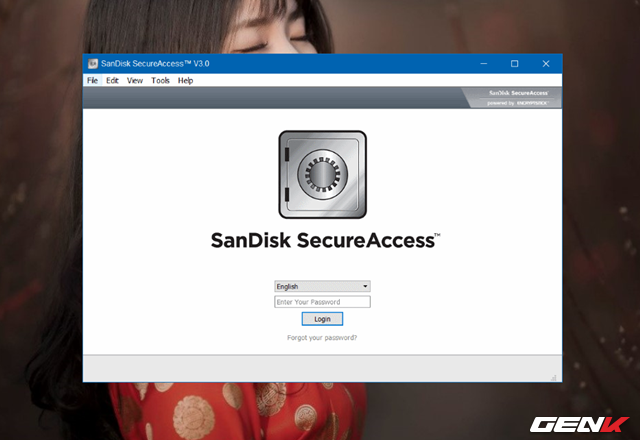 SanDisk SecureAccess™ V3.0
File Edit View Tools Help
SanDisk SecureAccess
powered by ENCRYPTSTICK™
SanDisk SecureAccess™
English
Enter Your Password
Login
Forgot your password?
GENK